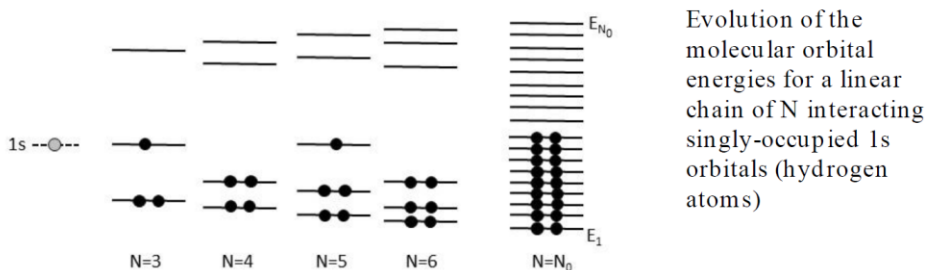 E_{N_0}
1s
E_1
N=3
N=4
N=5
N=6
N=N_0
Evolution of the
molecular orbital
energies for a linear
chain of N interacting
singly-occupied 1s
orbitals (hydrogen
atoms)